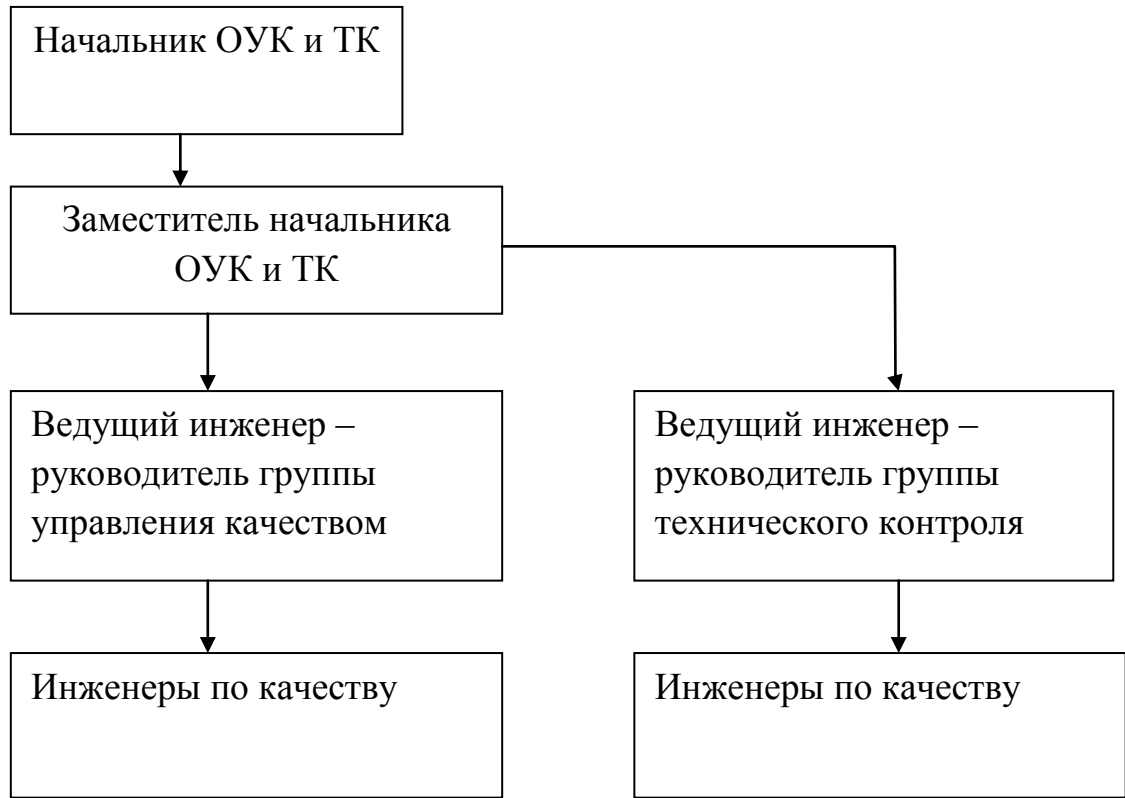 Начальник ОУК и ТК
Заместитель начальника
ОУК и ТК
Ведущий инженер –
руководитель группы
управления качеством
Ведущий инженер –
руководитель группы
технического контроля
Инженеры по качеству
Инженеры по качеству